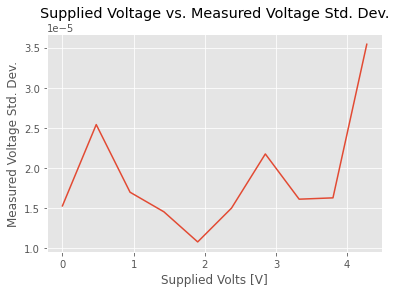 Supplied Voltage vs. Measured Voltage Std. Dev.
1e−5
3.5
3.0
2.5
2.0
1.5
1.0
Measured Voltage Std. Dev.
0 1 2 3 4
Supplied Volts [V]